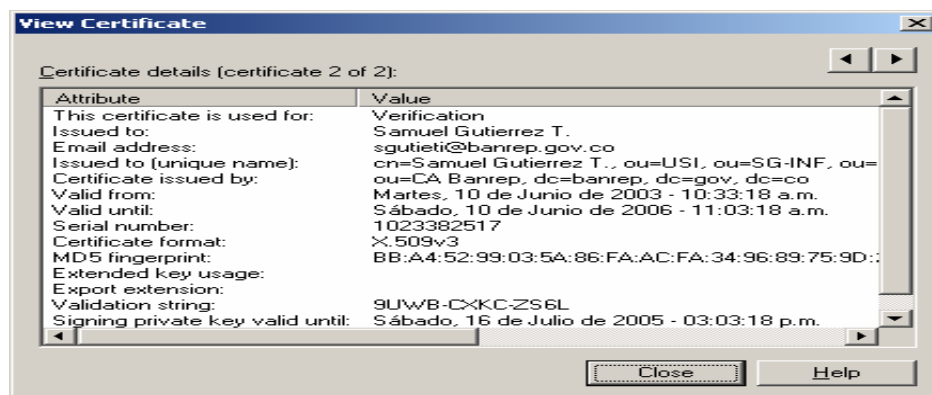 View Certificate
Certificate details (certificate 2 of 2):
Attribute Value
This certificate is used for: Verification
Issued to: Samuel Gutierrez T.
Email address: sgutieti@banrep.gov.co
Issued to (unique name): cn=Samuel Gutierrez T., ou=USI, ou=SG-INF, ou=
Certificate issued by: ou=CA Banrep, dc=banrep, dc=gov, dc=co
Valid from: Martes, 10 de Junio de 2003 - 10:33:18 a.m.
Valid until: Sábado, 10 de Junio de 2006 - 11:03:18 a.m.
Serial number: 1023382517
Certificate format: X.509v3
MD5 fingerprint: BB:A4:52:99:03:5A:86:FA:AC:FA:34:96:89:75:9D:
Extended key usage:
Export extension:
Validation string: 9UWB-CXKC-ZS6L
Signing private key valid until: Sábado, 16 de Julio de 2005 - 03:03:18 p.m.
Close Help